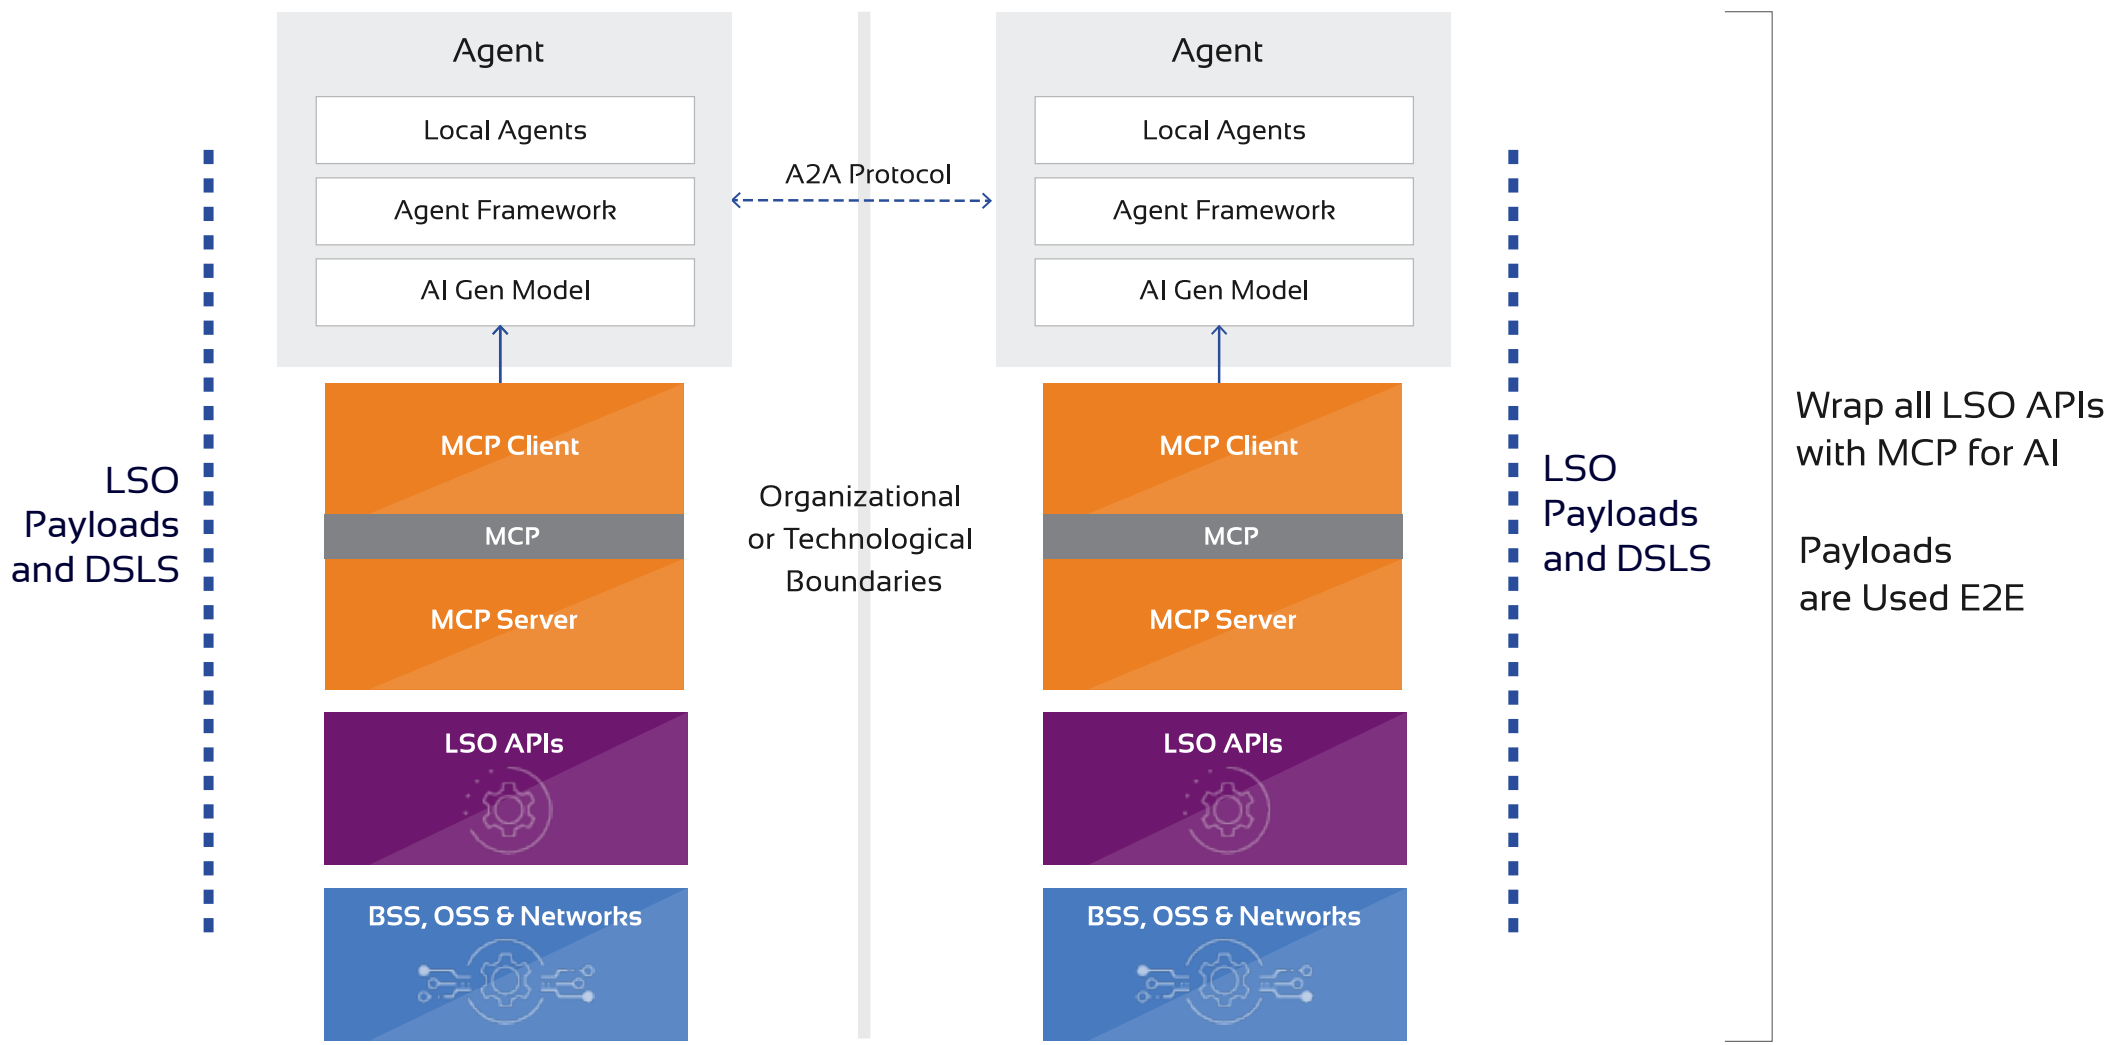 Agent
Local Agents
Agent Framework
AI Gen Model
MCP Client
MCP
MCP Server
LSO APIs
BSS, OSS & Networks
LSO
Payloads
and DSLS
A2A Protocol
Organizational
or Technological
Boundaries
Agent
Local Agents
Agent Framework
AI Gen Model
MCP Client
MCP
MCP Server
LSO APIs
BSS, OSS & Networks
LSO
Payloads
and DSLS
Wrap all LSO APIs
with MCP for AI
Payloads
are Used E2E